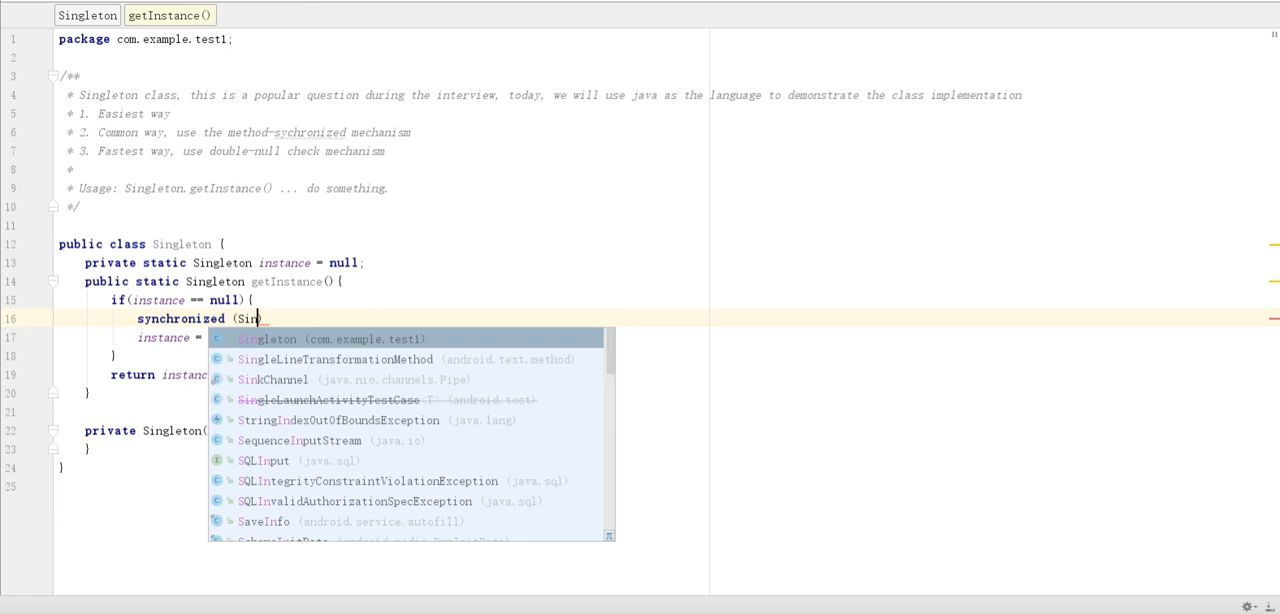 Singleton getInstance()
1 package com.example.test1;
2
3 /**
4 * Singleton class, this is a popular question during the interview, today, we will use java as the language to demonstrate the class implementation
5 * 1. Easiest way
6 * 2. Common way, use the method-sychronized mechanism
7 * 3. Fastest way, use double-null check mechanism
8 *
9 * Usage: Singleton.getInstance() ... do something.
10 */
11
12 public class Singleton {
13 private static Singleton instance = null;
14 public static Singleton getInstance(){
15 if(instance == null){
16 synchronized (Sin)
17 instance =
18 }
19 return instanc
20 }
21
22 private Singleton(
23 }
24 }
25
Singleton (com.example.test1)
SingleLineTransformationMethod (android.text.method)
SinkChannel (java.nio.channels.Pipe)
SingleLaunchActivityTestCase<T> (android.test)
StringIndexOutOfBoundsException (java.lang)
SequenceInputStream (java.io)
SQLInput (java.sql)
SQLIntegrityConstraintViolationException (java.sql)
SQLInvalidAuthorizationSpecException (java.sql)
SaveInfo (android.service.autofill)
π